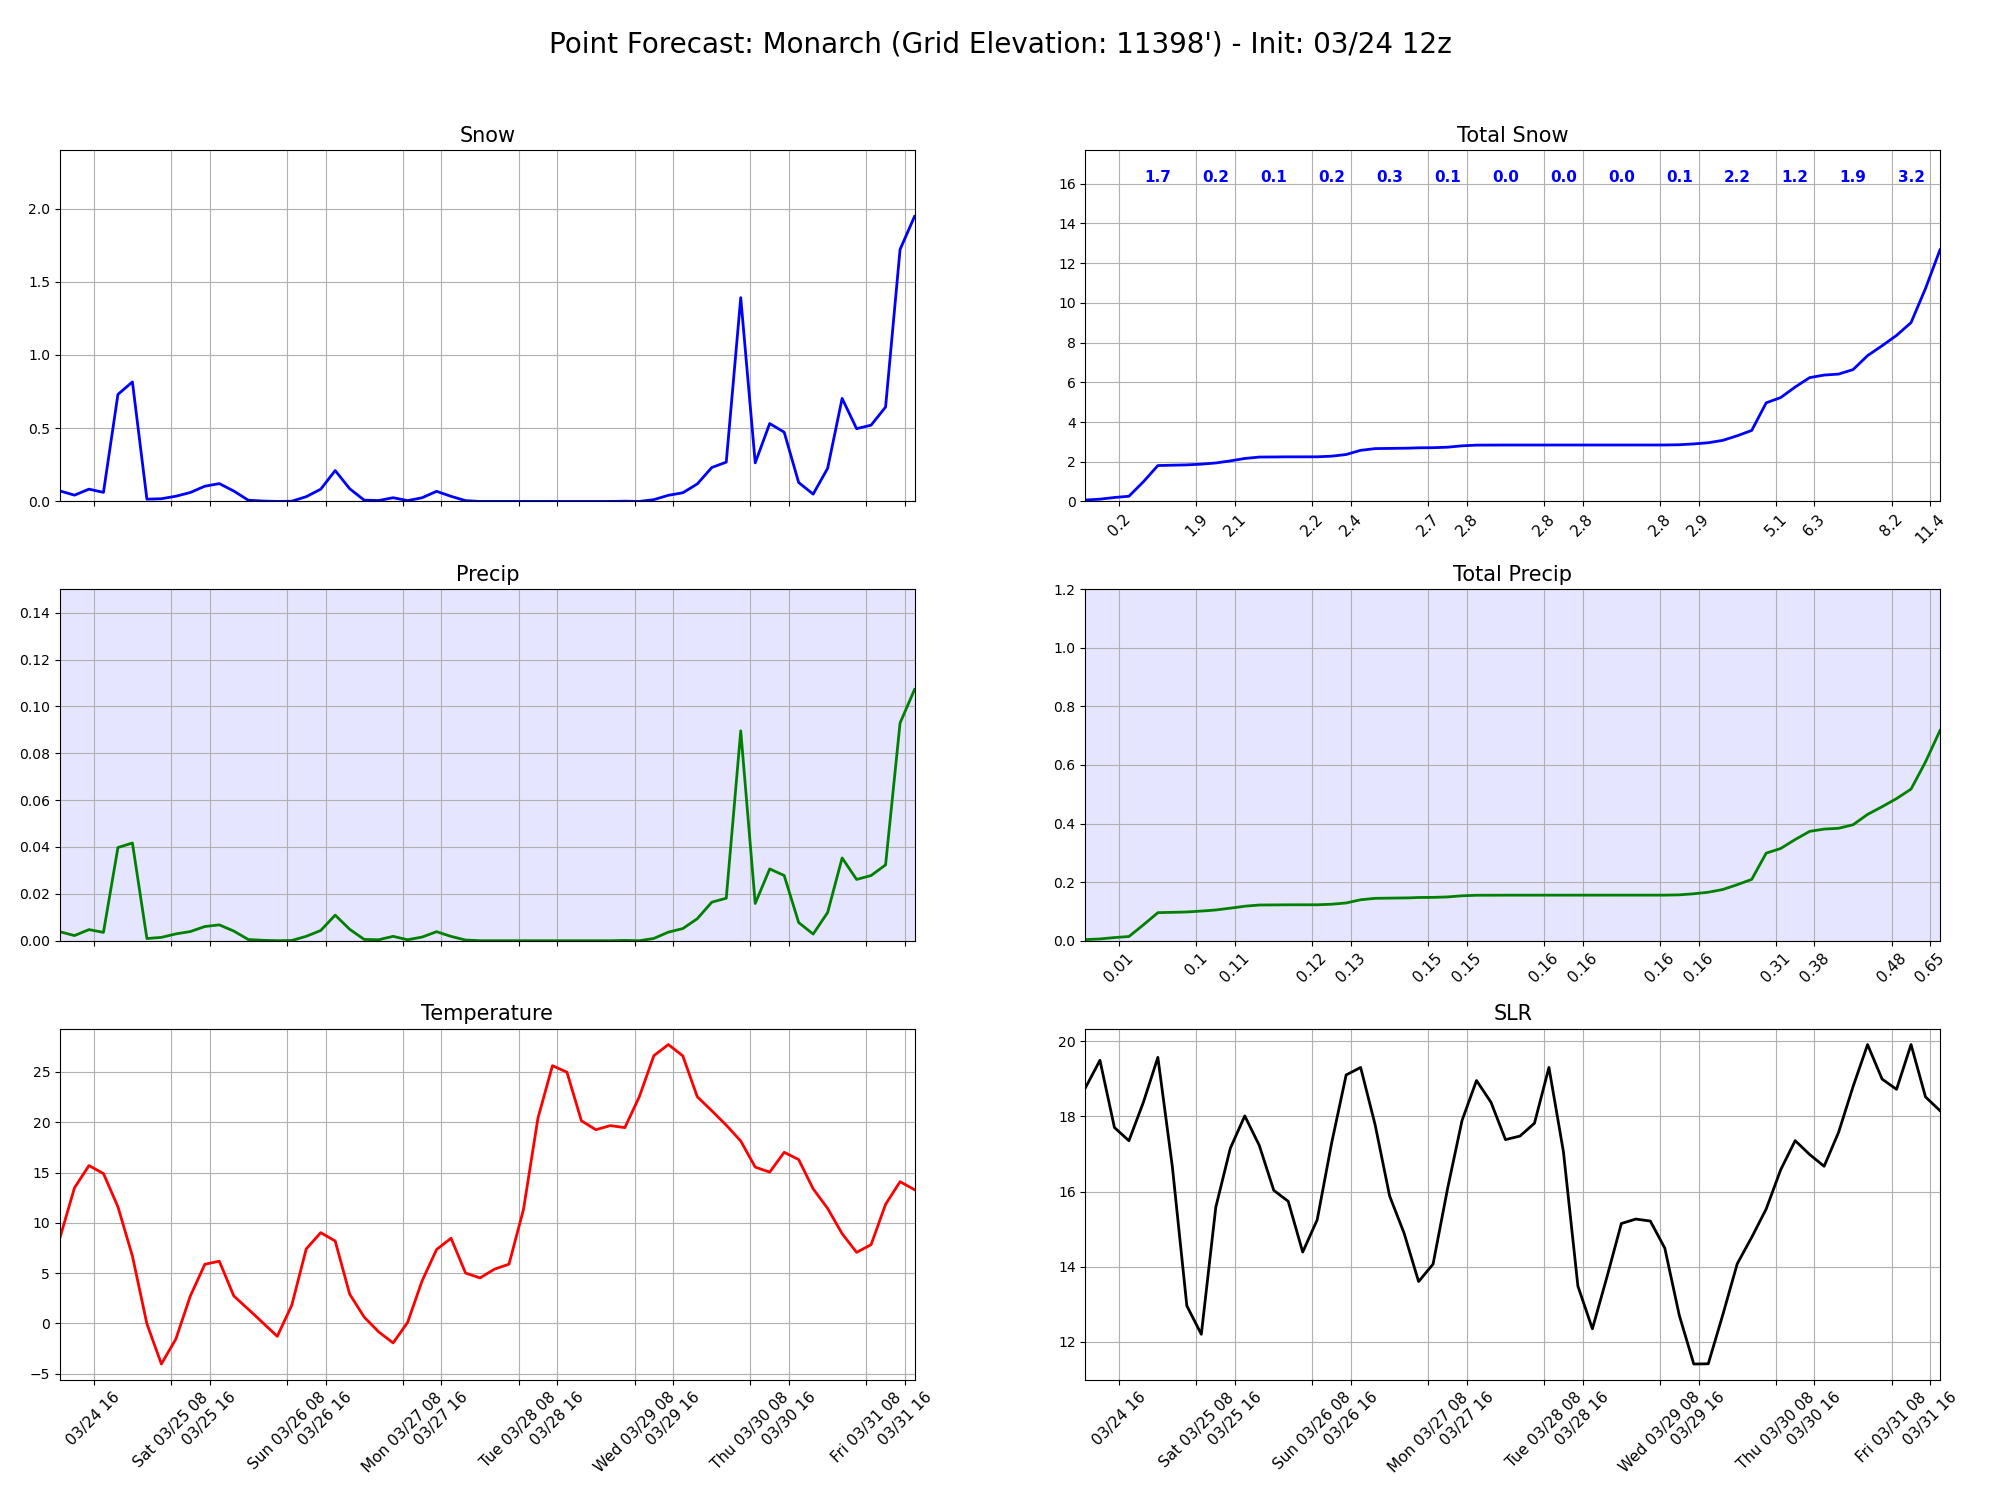 Point Forecast: Monarch (Grid Elevation: 11398') - Init: 03/24 12z
Snow
2.0
1.5
1.0
0.5
0.0
Total Snow
1.7 0.2 0.1 0.2 0.3 0.1 0.0 0.0 0.0 0.1 2.2 1.2 1.9 3.2
16
14
12
10
8
6
4
2
0
0.2 1.9 2.1 2.2 2.4 2.7 2.8 2.8 2.8 2.8 2.9 5.1 6.3 8.2 11.4
Precip
0.14
0.12
0.10
0.08
0.06
0.04
0.02
0.00
Total Precip
1.2
1.0
0.8
0.6
0.4
0.2
0.0
0.01 0.1 0.11 0.12 0.13 0.15 0.15 0.16 0.16 0.16 0.16 0.31 0.38 0.48 0.65
Temperature
25
20
15
10
5
0
−5
03/24 16
Sat 03/25 08
03/25 16
Sun 03/26 08
03/26 16
Mon 03/27 08
03/27 16
Tue 03/28 08
03/28 16
Wed 03/29 08
03/29 16
Thu 03/30 08
03/30 16
Fri 03/31 08
03/31 16
SLR
20
18
16
14
12
03/24 16
Sat 03/25 08
03/25 16
Sun 03/26 08
03/26 16
Mon 03/27 08
03/27 16
Tue 03/28 08
03/28 16
Wed 03/29 08
03/29 16
Thu 03/30 08
03/30 16
Fri 03/31 08
03/31 16